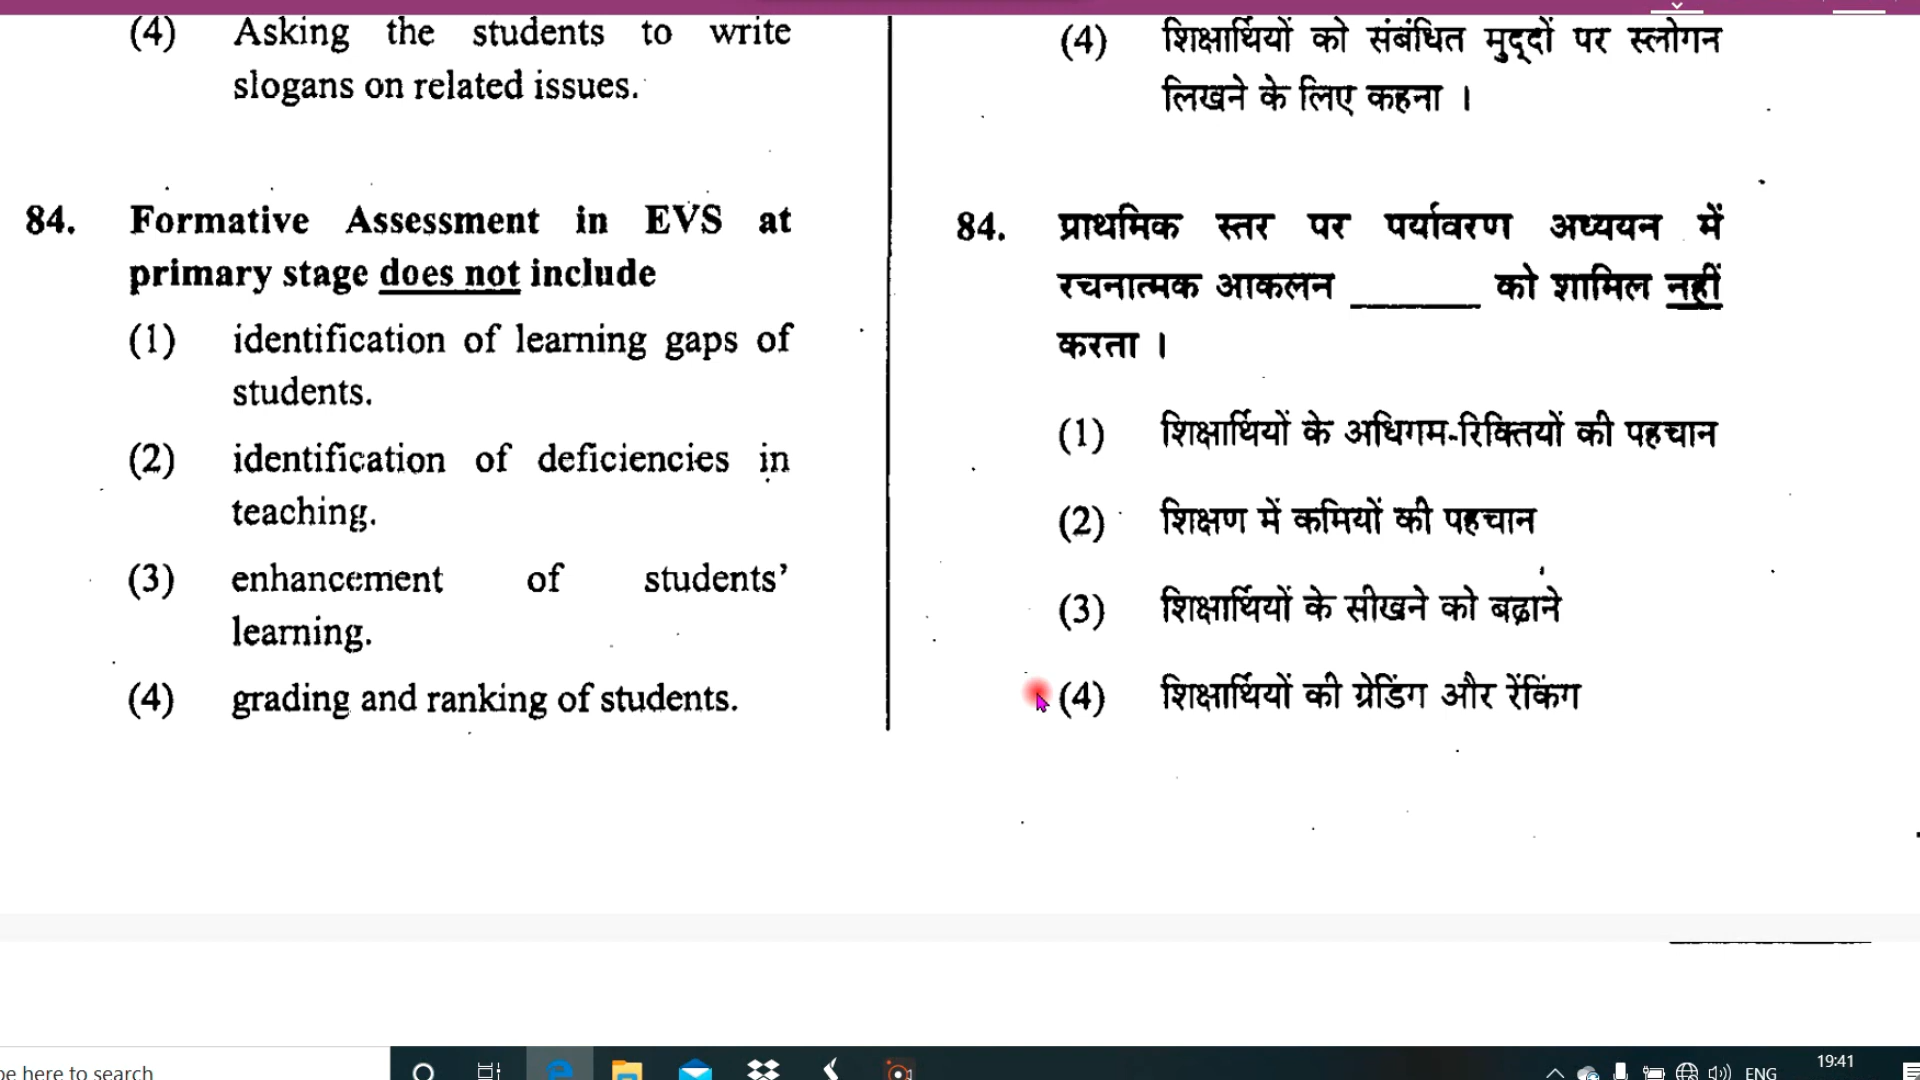 (4) Asking the students to write
slogans on related issues.
84. Formative Assessment in EVS at
primary stage does not include
(1) identification of learning gaps of
students.
(2) identification of deficiencies in
teaching.
(3) enhancement of students'
learning.
(4) grading and ranking of students.
(4) शिक्षार्थियों को संबंधित मुद्दों पर स्लोगन
लिखने के लिए कहना ।
84. प्राथमिक स्तर पर पर्यावरण अध्ययन में
रचनात्मक आकलन _______ को शामिल नहीं
करता ।
(1) शिक्षार्थियों के अधिगम-रिक्तियों की पहचान
(2) शिक्षण में कमियों की पहचान
(3) शिक्षार्थियों के सीखने को बढ़ाने
(4) शिक्षार्थियों की ग्रेडिंग और रेंकिंग
pe here to search
ENG
19:41